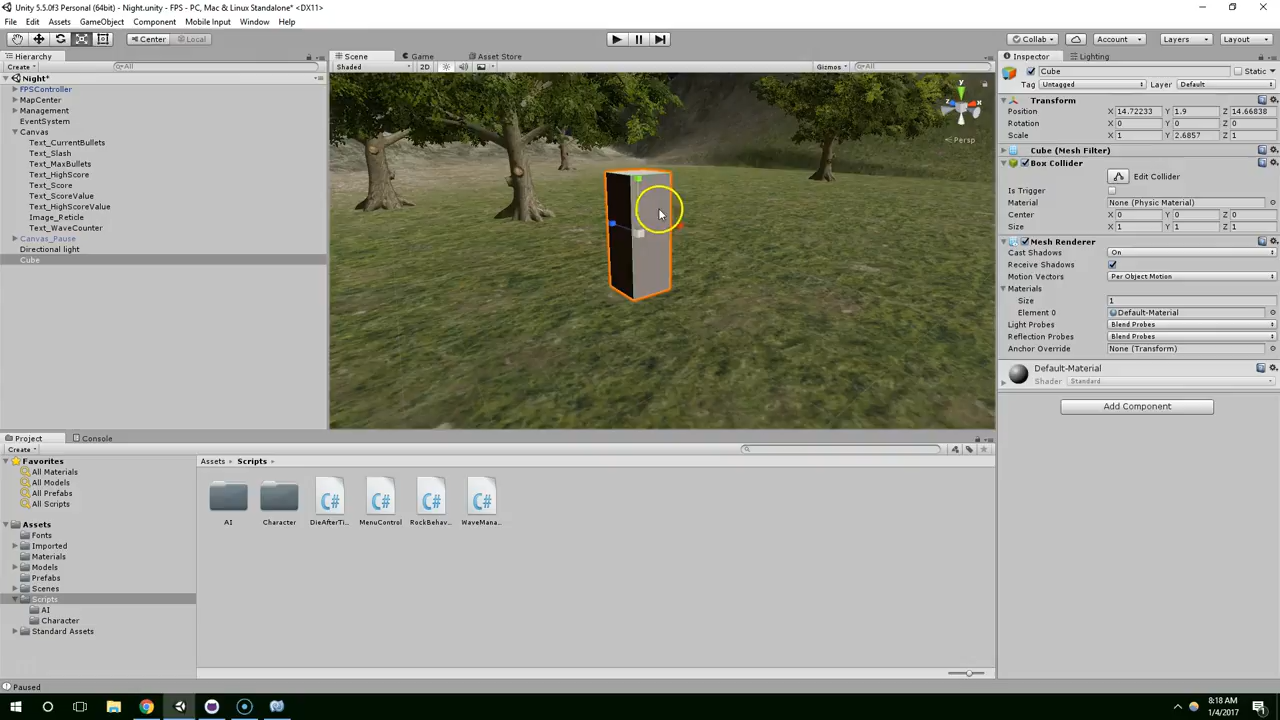 Unity 5.5.0f3 Personal (64bit) - Night.unity - FPS - PC, Mac & Linux Standalone* <DX11>
File Edit Assets GameObject Component Mobile Input Window Help
Center Local Collab Account Layers Layout
Hierarchy
Create All
Night*
FPSController
MapCenter
Management
EventSystem
Canvas
Text_CurrentBullets
Text_Slash
Text_MaxBullets
Text_HighScore
Text_Score
Text_ScoreValue
Text_HighScoreValue
Image_Reticle
Text_WaveCounter
Canvas_Pause
Directional light
Cube
Scene Game Asset Store
Shaded 2D Gizmos All
y
x
z
Persp
Inspector Lighting
Cube Static
Tag Untagged Layer Default
Transform
Position X 14.72233 Y 1.9 Z 14.66838
Rotation X 0 Y 0 Z 0
Scale X 1 Y 2.6857 Z 1
Cube (Mesh Filter)
Box Collider
Edit Collider
Is Trigger
Material None (Physic Material)
Center X 0 Y 0 Z 0
Size X 1 Y 1 Z 1
Mesh Renderer
Cast Shadows On
Receive Shadows
Motion Vectors Per Object Motion
Materials
Size 1
Element 0 Default-Material
Light Probes Blend Probes
Reflection Probes Blend Probes
Anchor Override None (Transform)
Default-Material
Shader Standard
Add Component
Project Console
Create
Favorites
All Materials
All Models
All Prefabs
All Scripts
Assets
Fonts
Imported
Materials
Models
Prefabs
Scenes
Scripts
AI
Character
Standard Assets
Assets Scripts
C# C# C# C#
AI Character DieAfterTi... MenuControl RockBehav... WaveMana...
Paused
8:18 AM
1/4/2017